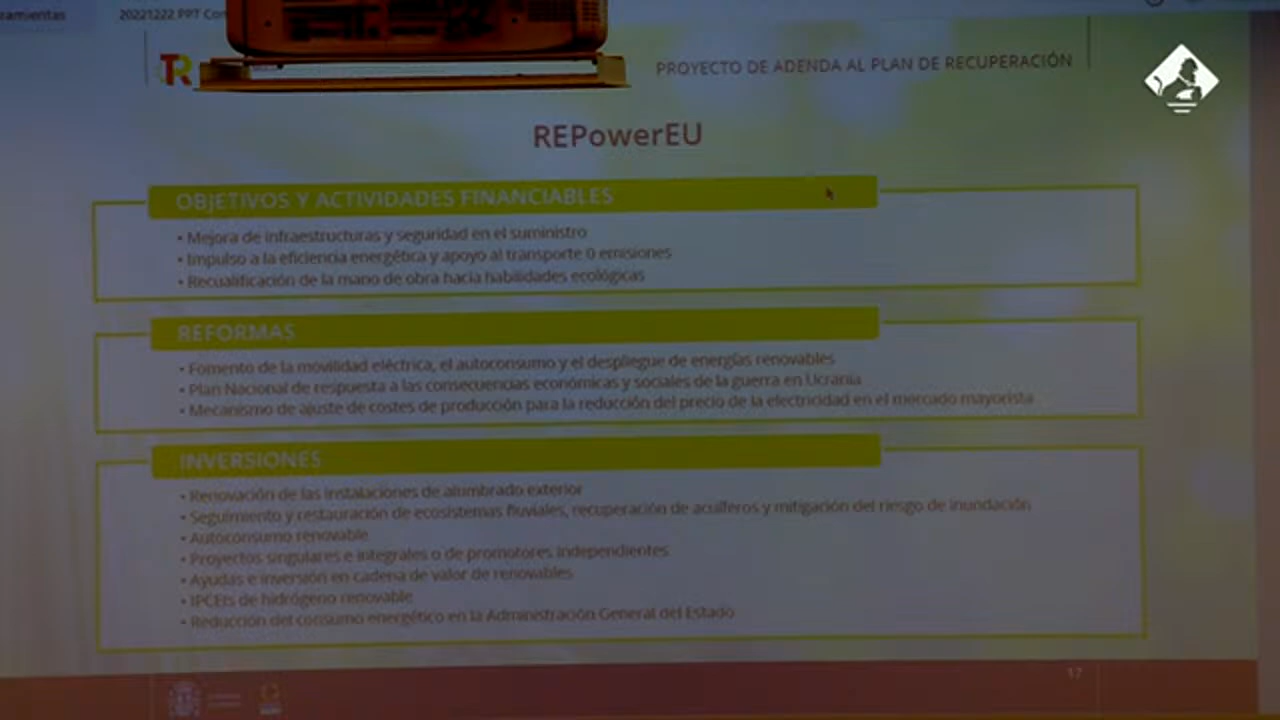 20221222 PPT
TR
PROYECTO DE ADENDA AL PLAN DE RECUPERACIÓN
REPowerEU
OBJETIVOS Y ACTIVIDADES FINANCIABLES
• Mejora de infraestructuras y seguridad en el suministro
• Impulso a la eficiencia energética y apoyo al transporte 0 emisiones
• Recualificación de la mano de obra hacia habilidades ecológicas
REFORMAS
• Fomento de la movilidad eléctrica, el autoconsumo y el despliegue de energías renovables
• Plan Nacional de respuesta a las consecuencias económicas y sociales de la guerra en Ucrania
• Mecanismo de ajuste de costes de producción para la reducción del precio de la electricidad en el mercado mayorista
INVERSIONES
• Renovación de las instalaciones de alumbrado exterior
• Seguimiento y restauración de ecosistemas fluviales, recuperación de acuíferos y mitigación del riesgo de inundación
• Autoconsumo renovable
• Proyectos singulares e integrales o de promotores independientes
• Ayudas e inversión en cadena de valor de renovables
• IPCEIs de hidrógeno renovable
• Reducción del consumo energético en la Administración General del Estado
17